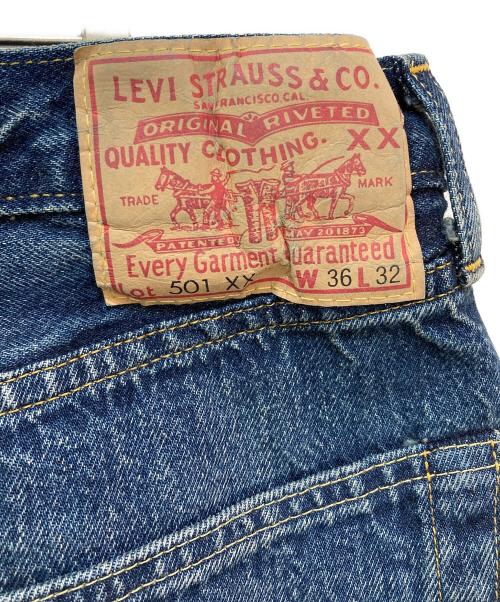 LEVI STRAUSS & CO.
SAN FRANCISCO CAL.
ORIGINAL RIVETED
QUALITY CLOTHING. XX
TRADE MARK
PATENTED MAY 20 1873
Every Garment Guaranteed
Lot 501 XX W 36 L 32